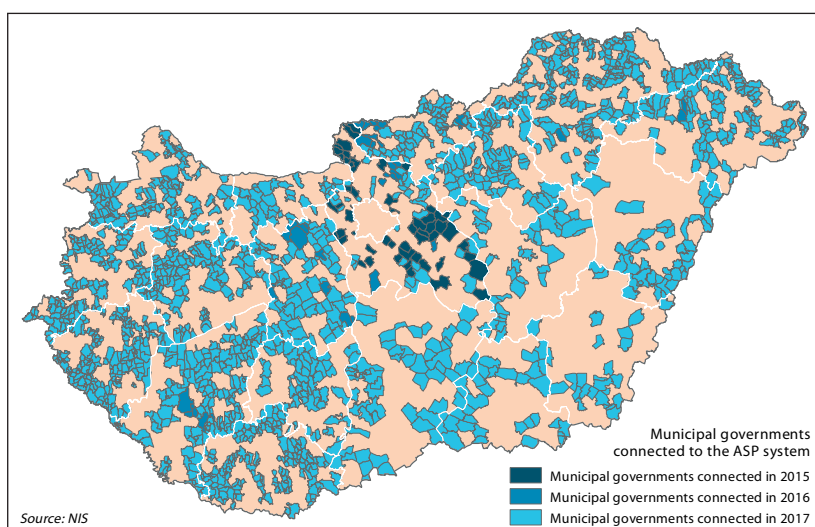 Municipal governments
connected to the ASP system
Municipal governments connected in 2015
Municipal governments connected in 2016
Municipal governments connected in 2017
Source: NIS